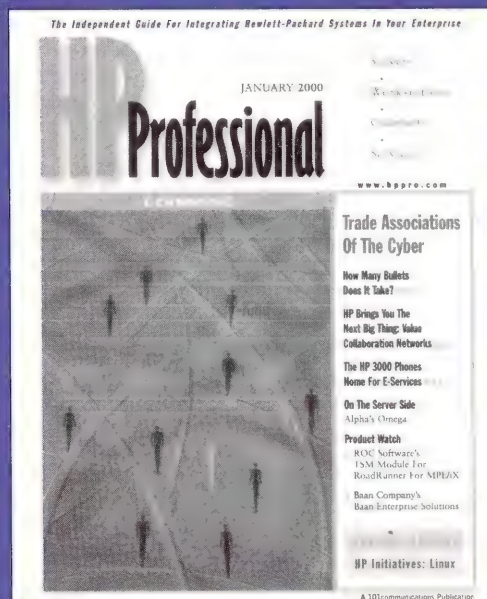 The Independent Guide For Integrating Hewlett-Packard Systems In Your Enterprise
HP
JANUARY 2000
Professional
www.hppro.com
Trade Associations
Of The Cyber
How Many Bullets
Does It Take?
HP Brings You The
Next Big Thing: Value
Collaboration Networks
The HP 3000 Phones
Home For E-Services
On The Server Side
Alpha's Omega
Product Watch
ROC Software's
TSM Module For
RoadRunner For MPE/iX
Baan Company's
Baan Enterprise Solutions
HP Initiatives: Linux
A 101communications Publication